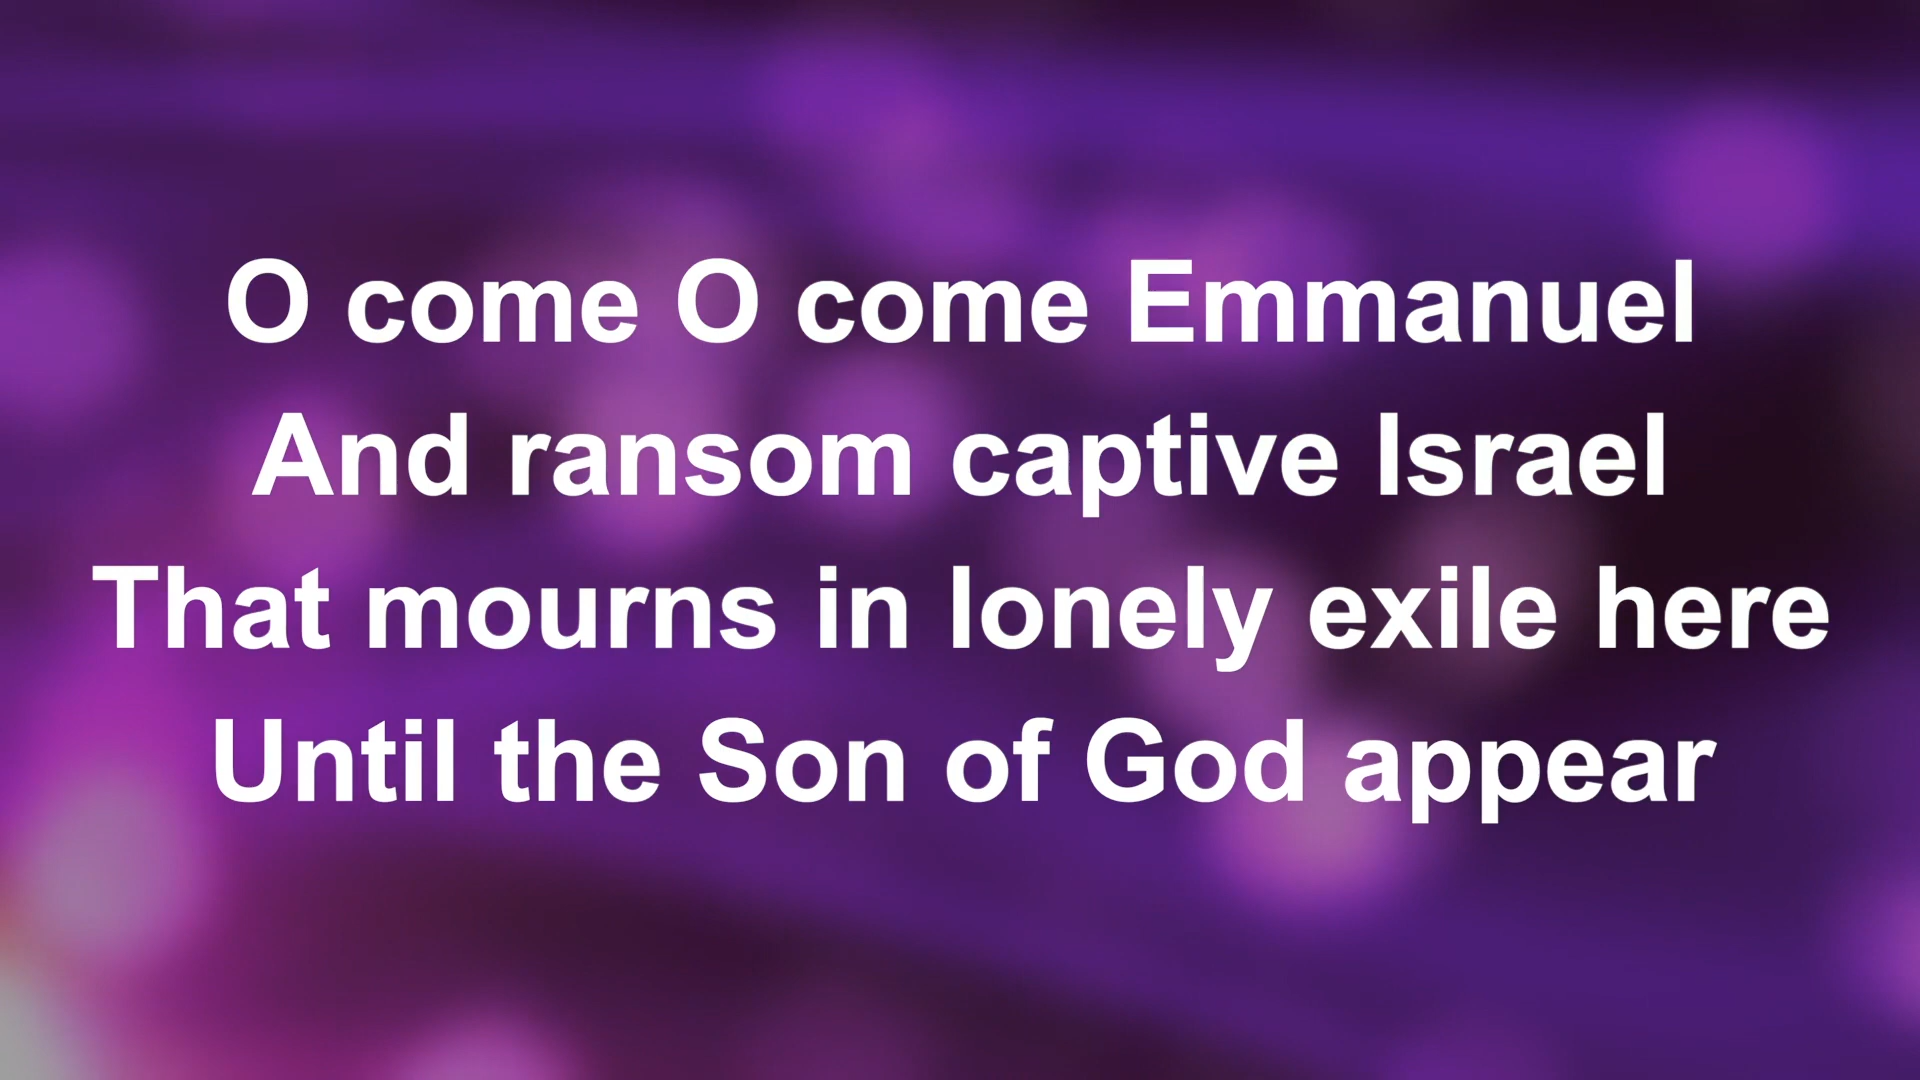 O come O come Emmanuel
And ransom captive Israel
That mourns in lonely exile here
Until the Son of God appear